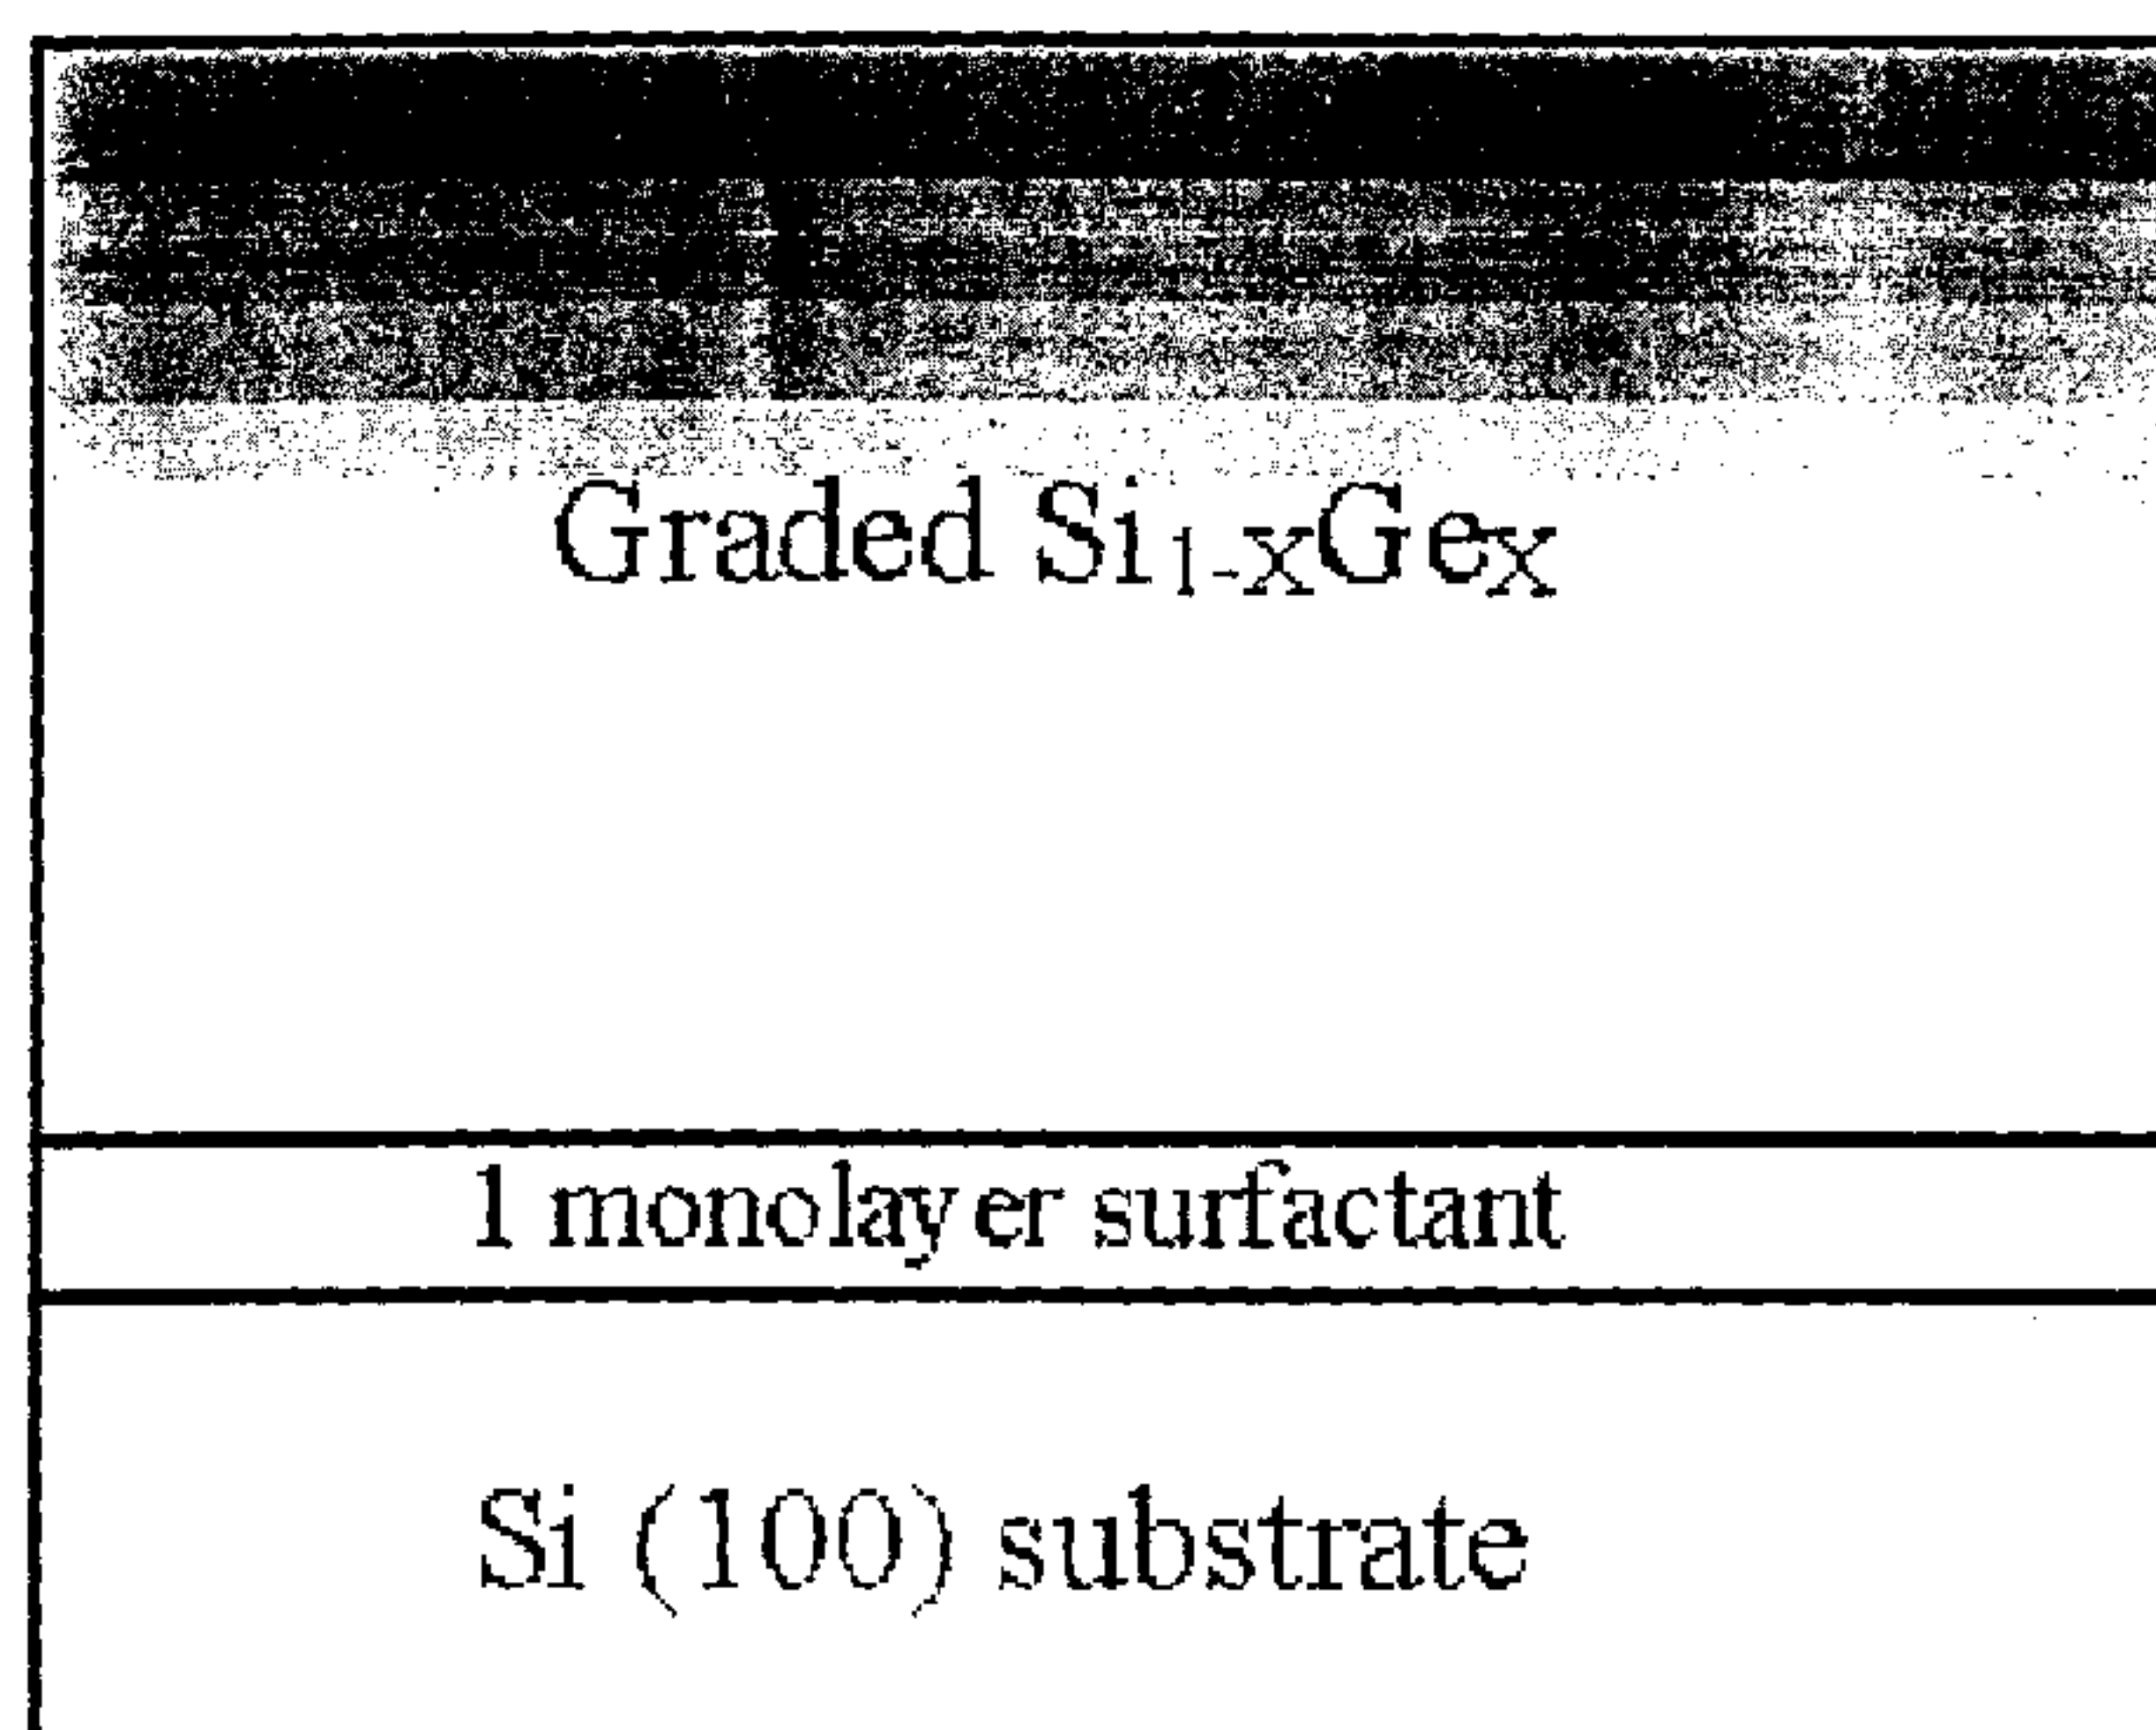 Graded Si₁₋ₓGeₓ
1 monolayer surfactant
Si (100) substrate